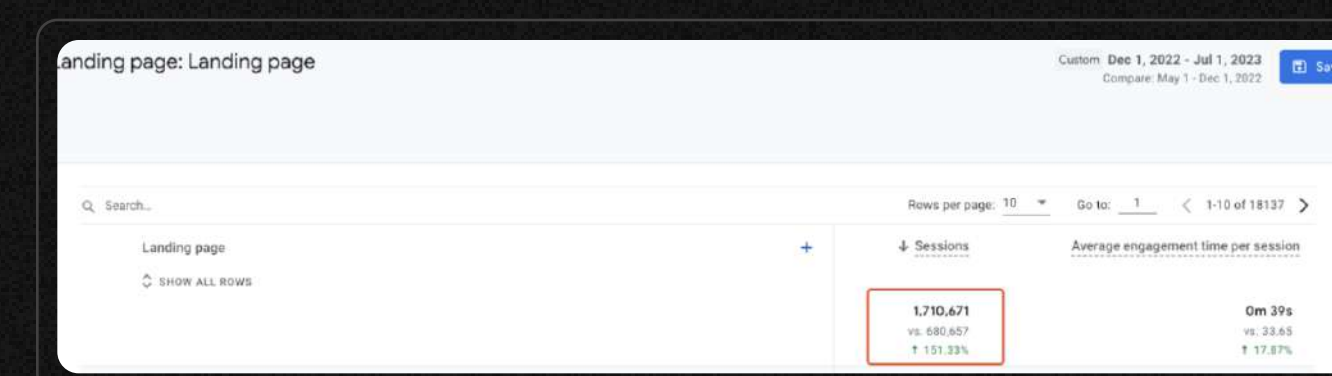 Landing page: Landing page
Custom Dec 1, 2022 - Jul 1, 2023
Compare: May 1 - Dec 1, 2022
Sav
Search...
Rows per page: 10
Go to: 1
1-10 of 18137
Landing page
+
↓ Sessions
Average engagement time per session
SHOW ALL ROWS
1,710,671
0m 39s
vs. 680,657
vs. 33.65
↑ 151.33%
↑ 17.87%